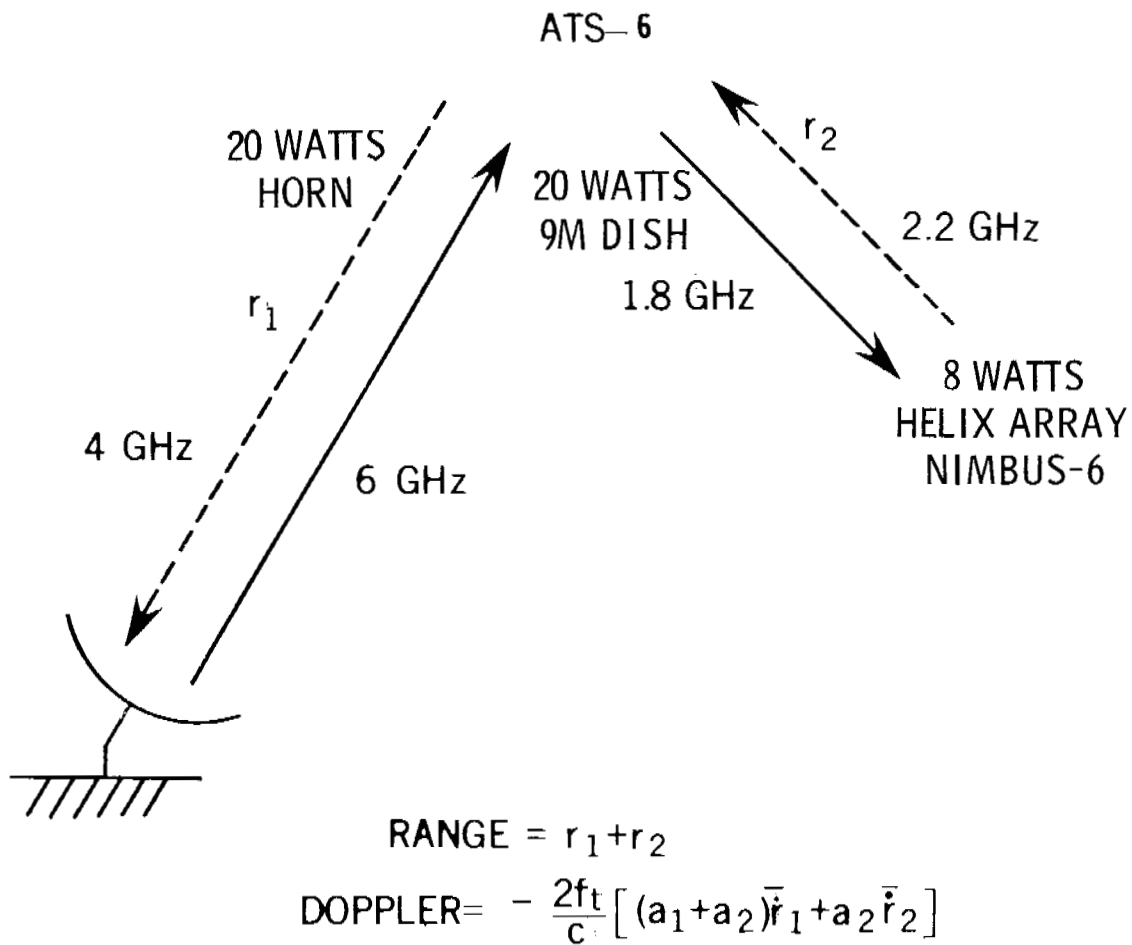 ATS-6
20 WATTS
HORN
r₂
20 WATTS
9M DISH
2.2 GHz
1.8 GHz
r₁
8 WATTS
HELIX ARRAY
NIMBUS-6
4 GHz
6 GHz
RANGE = r₁+r₂
DOPPLER= - 2fₜ/c [(a₁+a₂)r̄̇₁+a₂r̄̇₂]